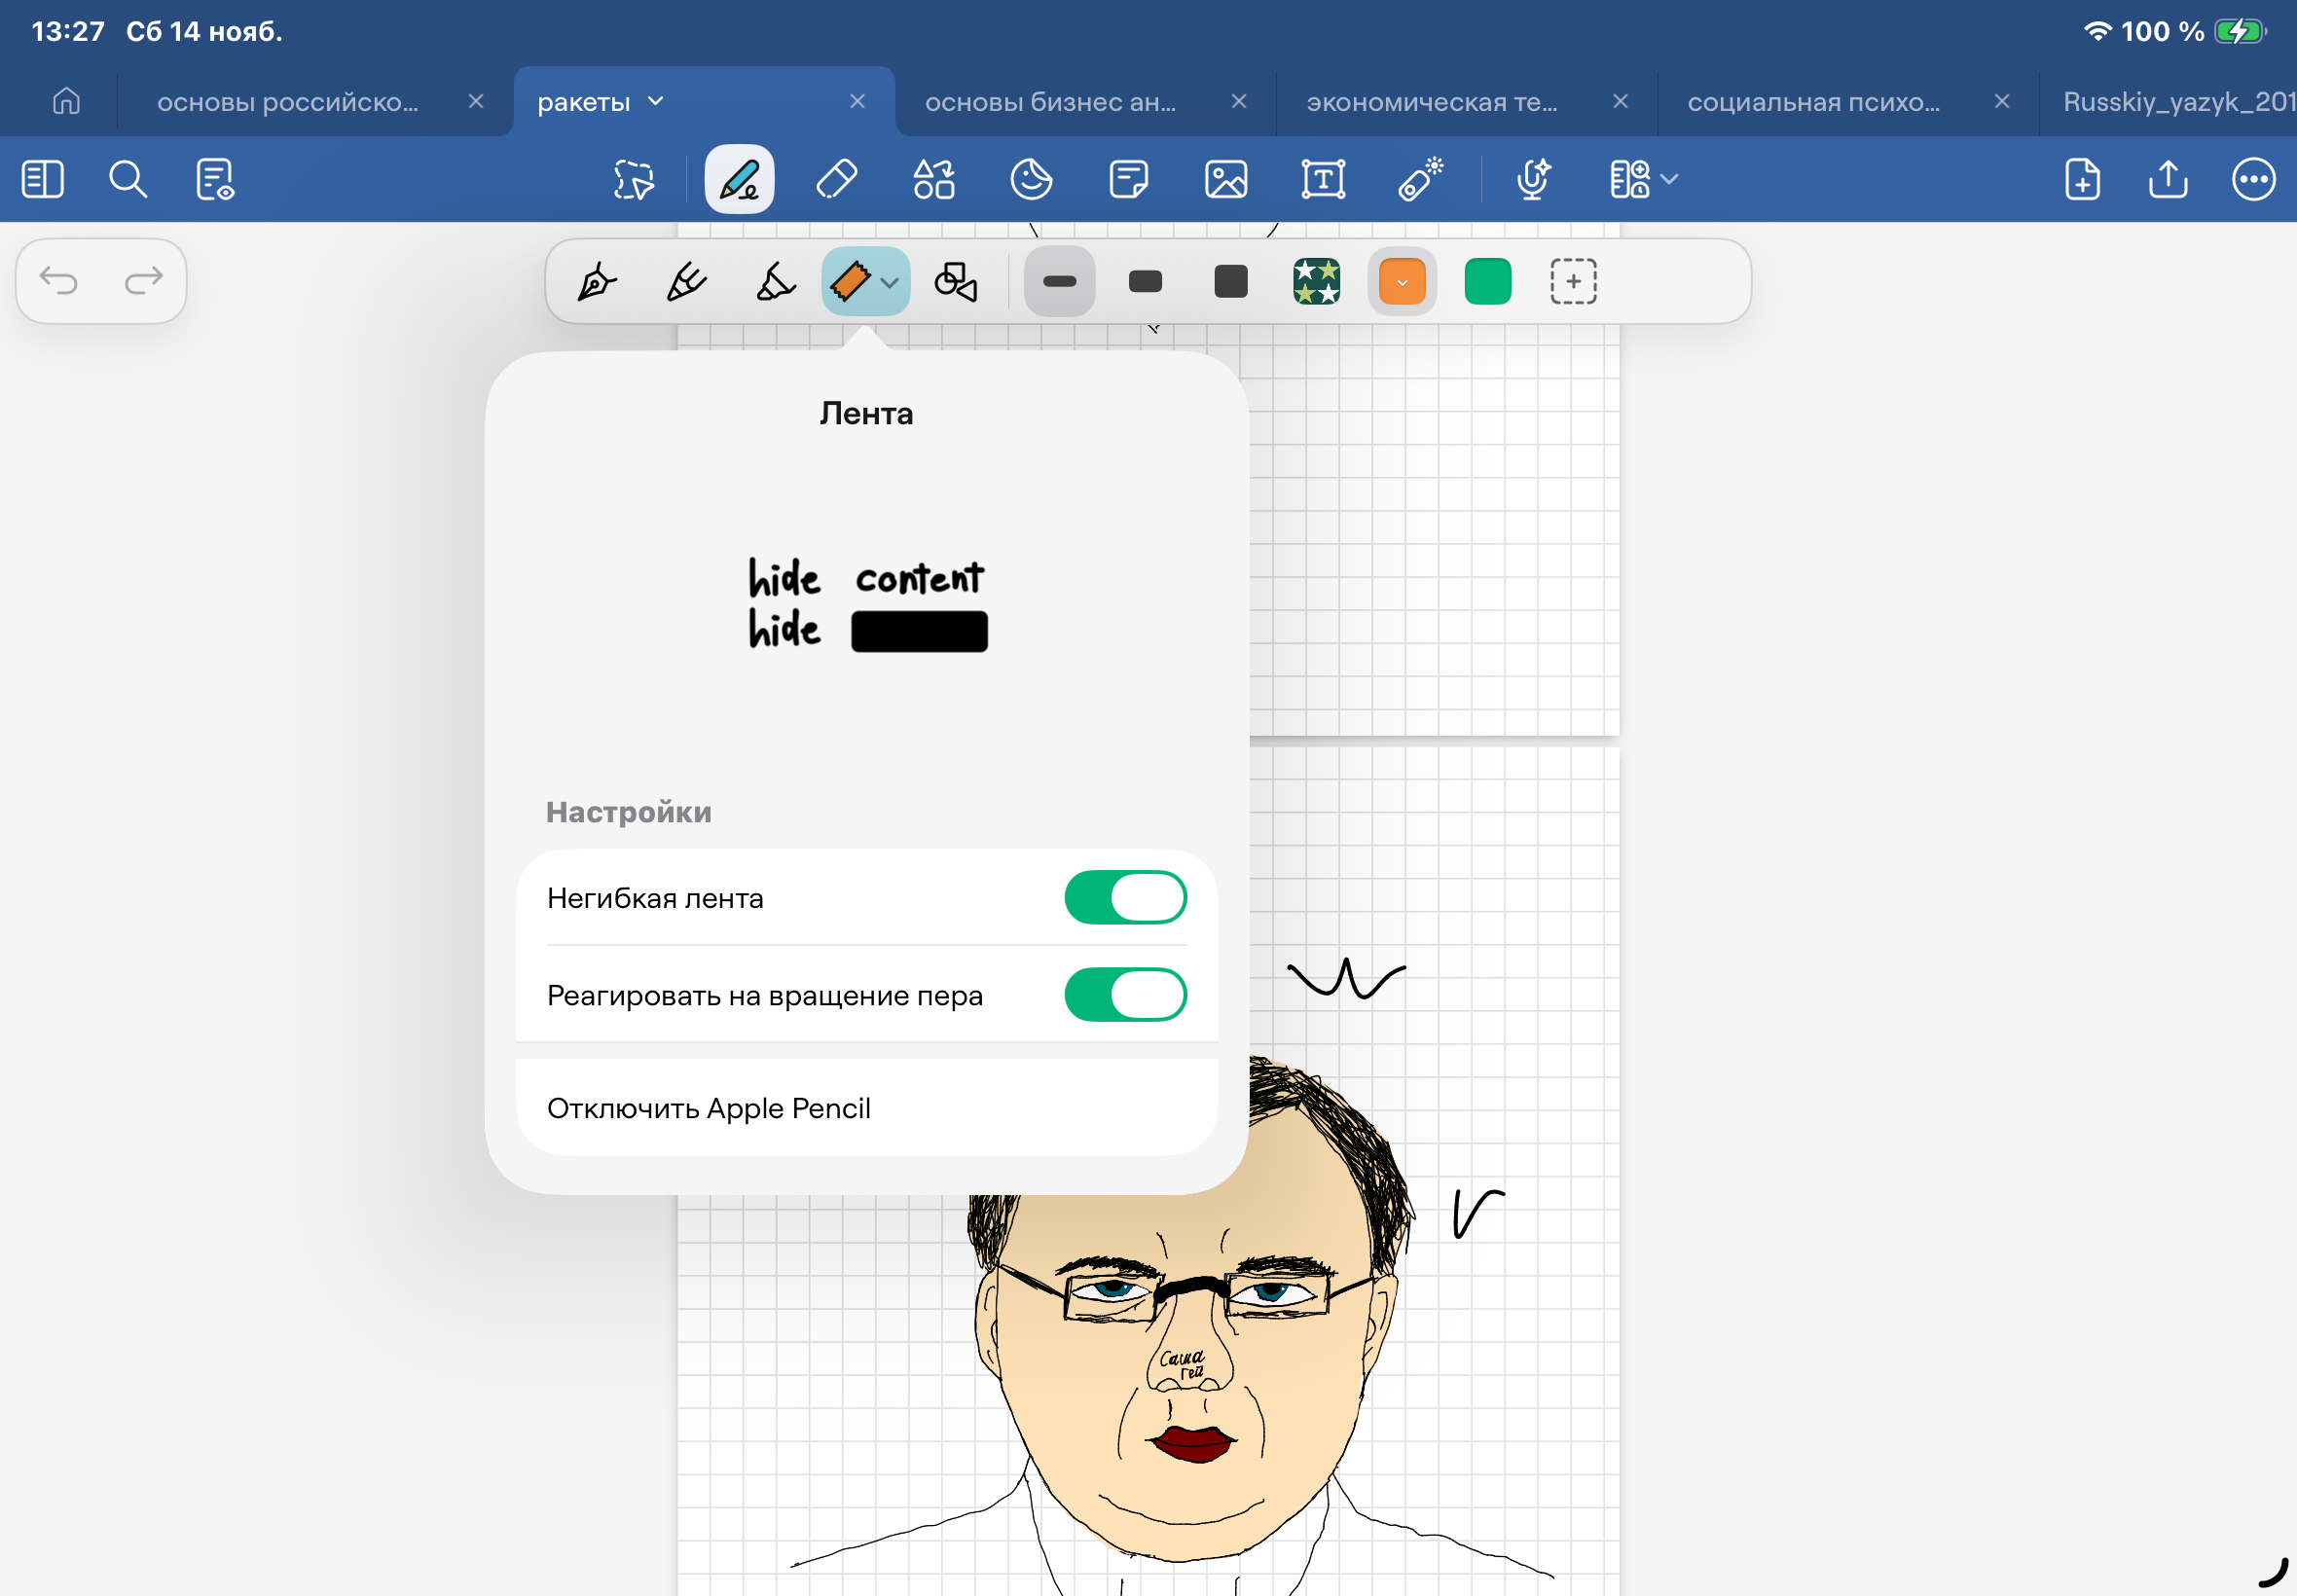 13:27 Сб 14 нояб. 100 %
основы российско... ракеты основы бизнес ан... экономическая те... социальная психо... Russkiy_yazyk_201
Лента
hide content
hide
Настройки
Негибкая лента
Реагировать на вращение пера
Отключить Apple Pencil
Саша
гей